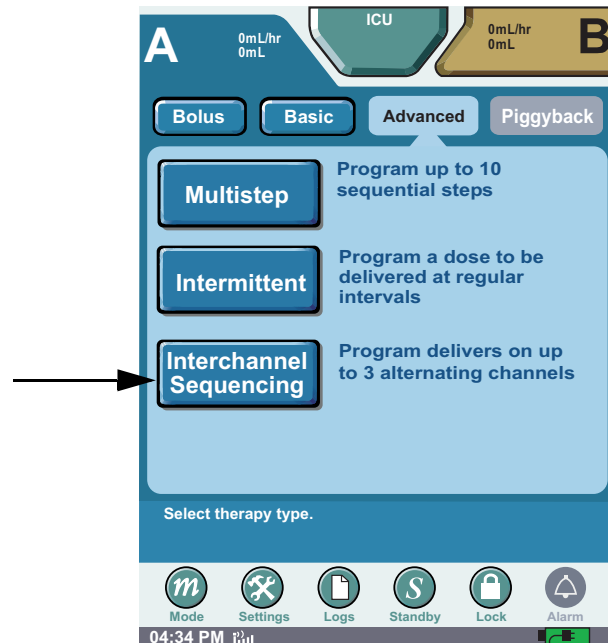 A
0mL/hr
0mL
ICU
0mL/hr
0mL
B
Bolus
Basic
Advanced
Piggyback
Multistep
Program up to 10
sequential steps
Intermittent
Program a dose to be
delivered at regular
intervals
Interchannel
Sequencing
Program delivers on up
to 3 alternating channels
Select therapy type.
m
S
Mode
Settings
Logs
Standby
Lock
Alarm
04:34 PM